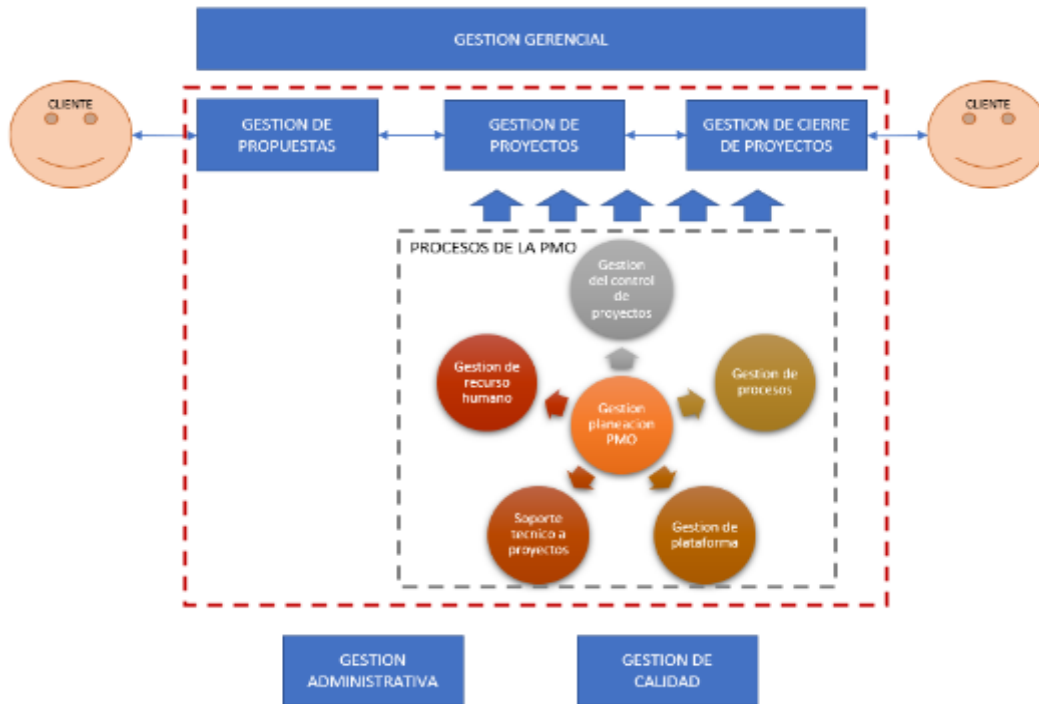 GESTION GERENCIAL
CLIENTE
GESTION DE
PROPUESTAS
GESTION DE
PROYECTOS
GESTION DE CIERRE
DE PROYECTOS
CLIENTE
PROCESOS DE LA PMO
Gestion
del control
de
proyectos
Gestion de
recurso
humano
Gestion de
procesos
Gestion
planeacion
PMO
Soporte
tecnico a
proyectos
Gestion de
plataforma
GESTION
ADMINISTRATIVA
GESTION DE
CALIDAD